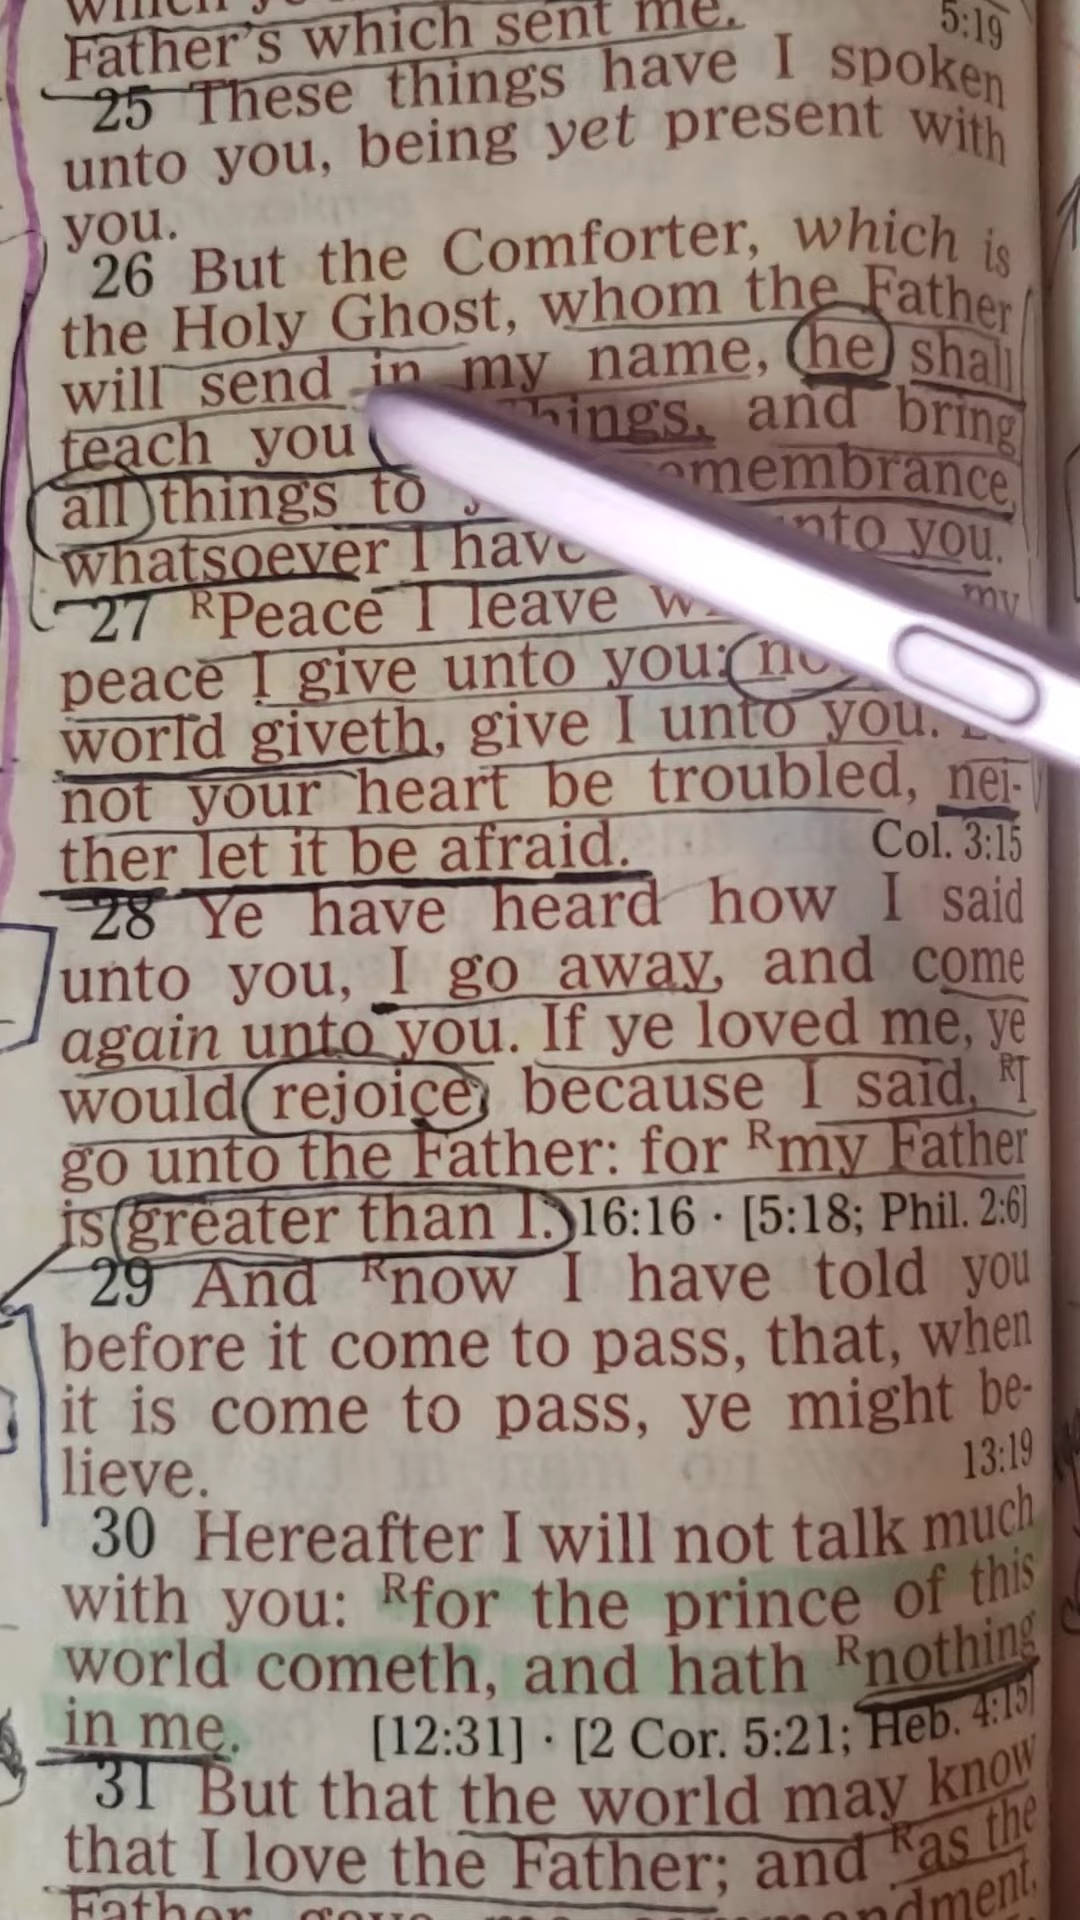 Father's which sent me. 5:19
25 These things have I spoken
unto you, being yet present with
you.
26 But the Comforter, which is
the Holy Ghost, whom the Father
will send in my name, he shall
teach you things, and bring
all things to
whatsoever I have unto you.
27 RPeace I leave my
peace I give unto you:
world giveth, give I unto you.
not your heart be troubled, nei-
ther let it be afraid. Col. 3:15
28 Ye have heard how I said
unto you, I go away, and come
again unto you. If ye loved me, ye
would rejoice, because I said, RI
go unto the Father: for Rmy Father
is greater than I. 16:16 · [5:18; Phil. 2:6]
29 And Rnow I have told you
before it come to pass, that, when
it is come to pass, ye might be-
lieve. 13:19
30 Hereafter I will not talk much
with you: Rfor the prince of this
world cometh, and hath Rnothing
in me. [12:31] · [2 Cor. 5:21; Heb. 4:15]
31 But that the world may know
that I love the Father; and Ras the
Father